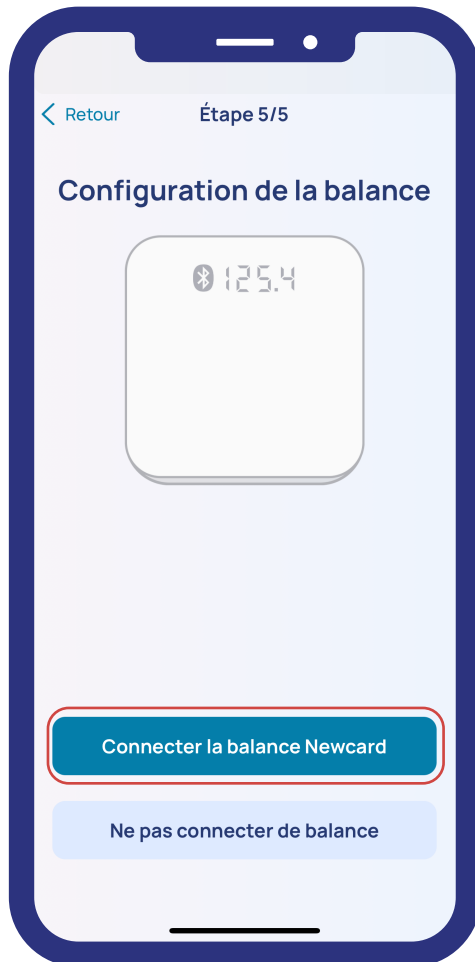 Retour
Étape 5/5
Configuration de la balance
125.4
Connecter la balance Newcard
Ne pas connecter de balance